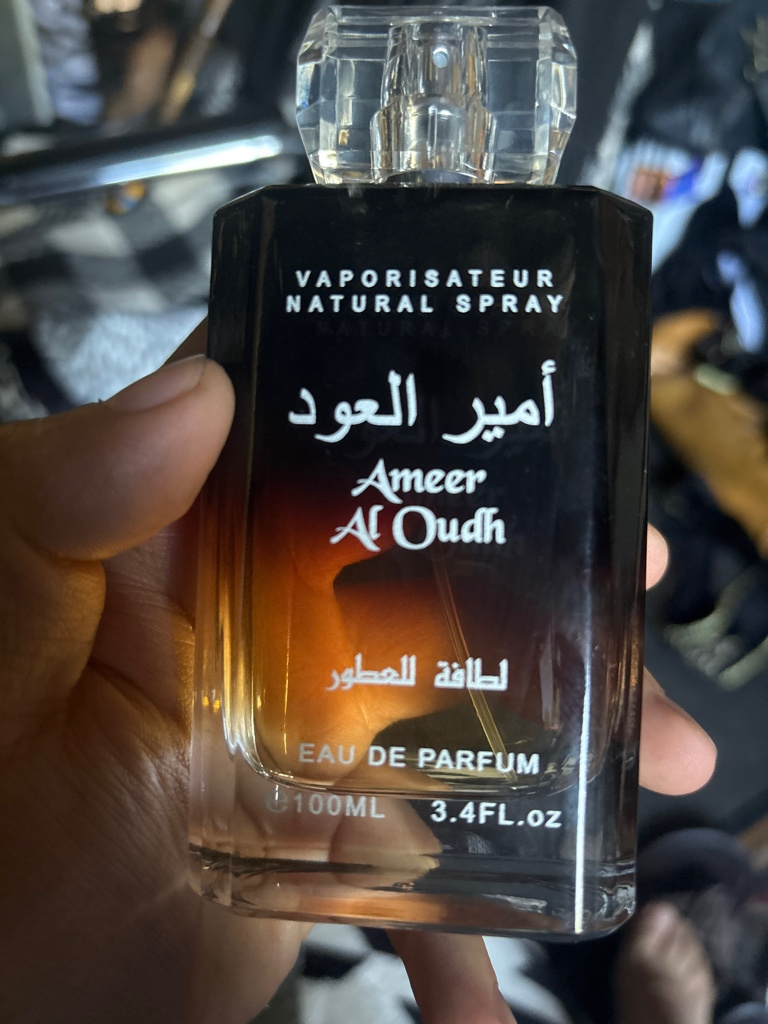 VAPORISATEUR
NATURAL SPRAY
أمير العود
Ameer
Al Oudh
لطافة للعطور
EAU DE PARFUM
℮100ML 3.4FL.oz